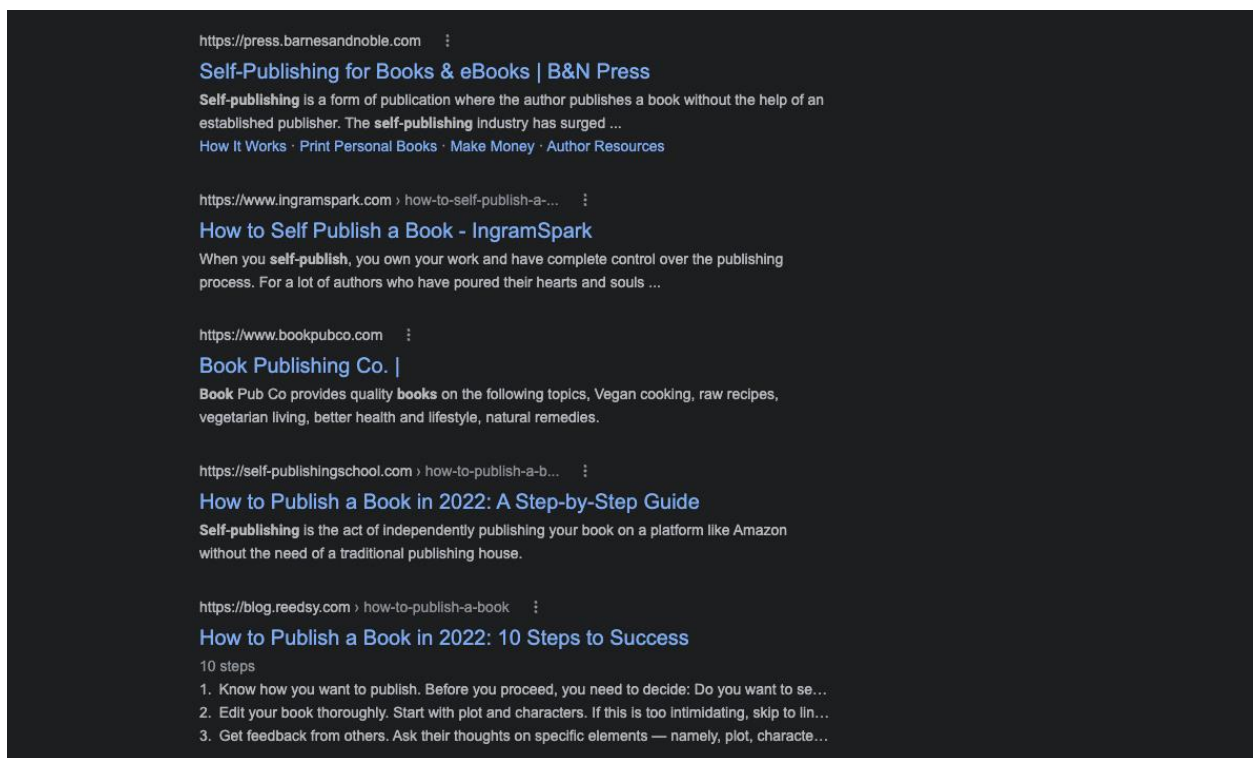 https://press.barnesandnoble.com
Self-Publishing for Books & eBooks | B&N Press
Self-publishing is a form of publication where the author publishes a book without the help of an
established publisher. The self-publishing industry has surged ...
How It Works · Print Personal Books · Make Money · Author Resources
https://www.ingramspark.com › how-to-self-publish-a-...
How to Self Publish a Book - IngramSpark
When you self-publish, you own your work and have complete control over the publishing
process. For a lot of authors who have poured their hearts and souls ...
https://www.bookpubco.com
Book Publishing Co. |
Book Pub Co provides quality books on the following topics, Vegan cooking, raw recipes,
vegetarian living, better health and lifestyle, natural remedies.
https://self-publishingschool.com › how-to-publish-a-b...
How to Publish a Book in 2022: A Step-by-Step Guide
Self-publishing is the act of independently publishing your book on a platform like Amazon
without the need of a traditional publishing house.
https://blog.reedsy.com › how-to-publish-a-book
How to Publish a Book in 2022: 10 Steps to Success
10 steps
1. Know how you want to publish. Before you proceed, you need to decide: Do you want to se...
2. Edit your book thoroughly. Start with plot and characters. If this is too intimidating, skip to lin...
3. Get feedback from others. Ask their thoughts on specific elements — namely, plot, characte...